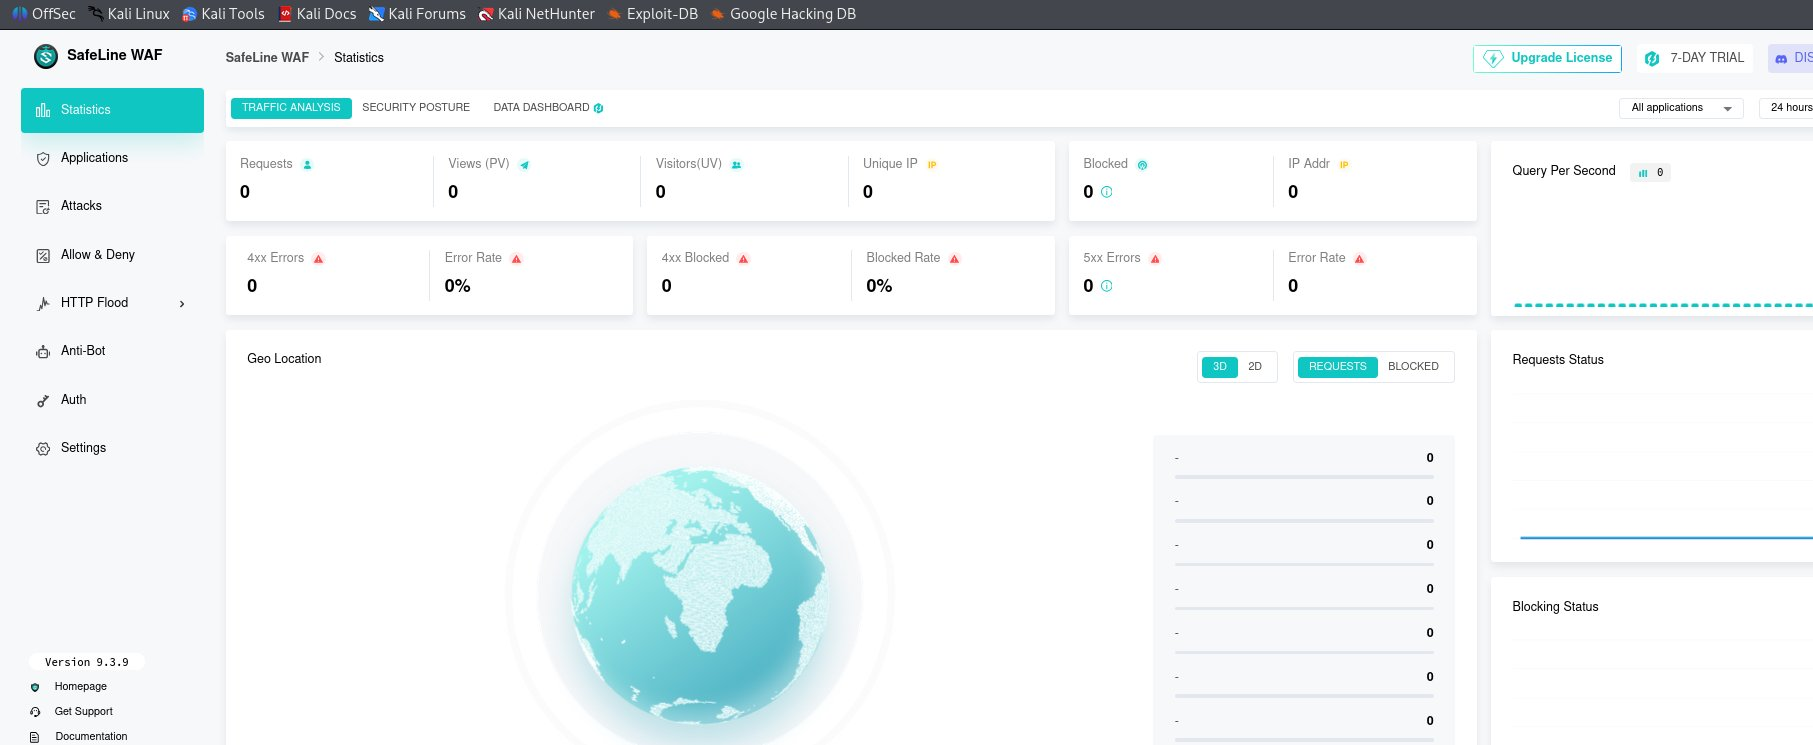 OffSec Kali Linux Kali Tools Kali Docs Kali Forums Kali NetHunter Exploit-DB Google Hacking DB
SafeLine WAF
SafeLine WAF > Statistics
Upgrade License
7-DAY TRIAL
DIS
Statistics
Applications
Attacks
Allow & Deny
HTTP Flood
Anti-Bot
Auth
Settings
Version 9.3.9
Homepage
Get Support
Documentation
TRAFFIC ANALYSIS SECURITY POSTURE DATA DASHBOARD
All applications
24 hours
Requests
0
Views (PV)
0
Visitors(UV)
0
Unique IP IP
0
Blocked
0
IP Addr IP
0
4xx Errors
0
Error Rate
0%
4xx Blocked
0
Blocked Rate
0%
5xx Errors
0
Error Rate
0
Query Per Second 0
Geo Location
3D 2D
REQUESTS BLOCKED
- 0
- 0
- 0
- 0
- 0
- 0
- 0
Requests Status
Blocking Status